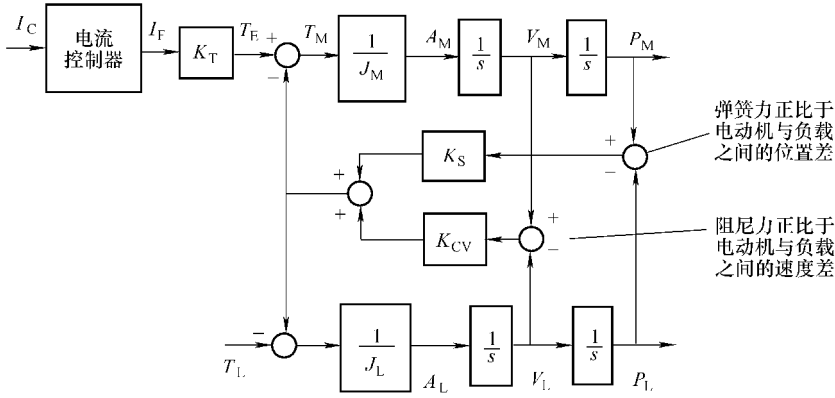 I_C
电流
控制器
I_F
K_T
T_E
+
−
T_M
1
J_M
A_M
1
s
V_M
1
s
P_M
弹簧力正比于
电动机与负载
之间的位置差
+
−
K_S
+
+
K_CV
+
−
阻尼力正比于
电动机与负载
之间的速度差
−
T_L
1
J_L
A_L
1
s
V_L
1
s
P_L